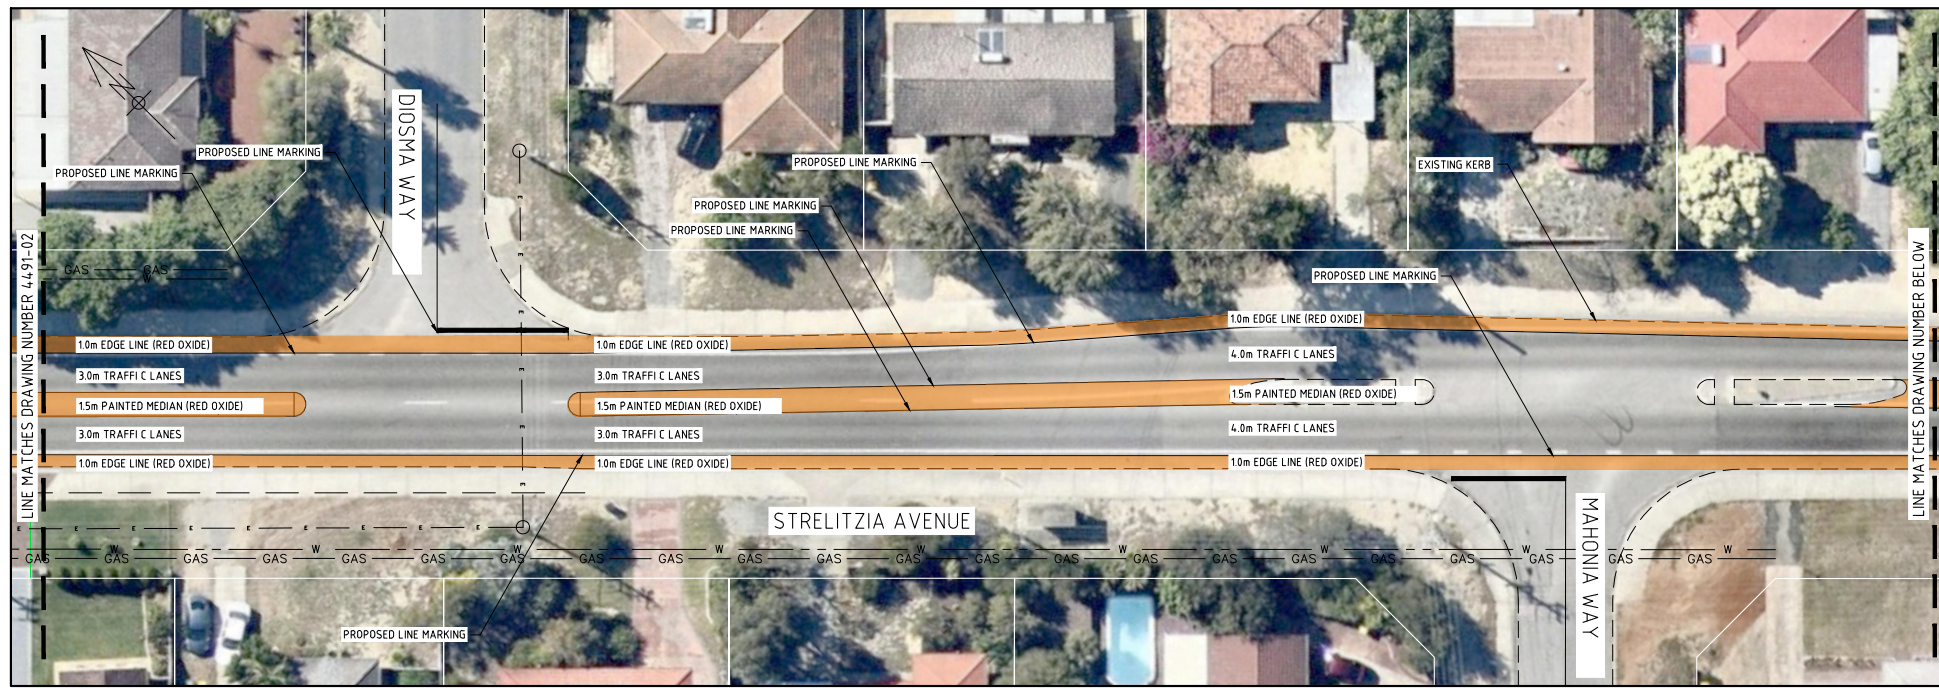 DIOSMA WAY
PROPOSED LINE MARKING
PROPOSED LINE MARKING
PROPOSED LINE MARKING
EXISTING KERB
PROPOSED LINE MARKING
PROPOSED LINE MARKING
PROPOSED LINE MARKING
LINE MATCHES DRAWING NUMBER 4491-02
LINE MATCHES DRAWING NUMBER BELOW
N
GAS GAS
W
1.0m EDGE LINE (RED OXIDE)
1.0m EDGE LINE (RED OXIDE)
1.0m EDGE LINE (RED OXIDE)
3.0m TRAFFIC LANES
3.0m TRAFFIC LANES
4.0m TRAFFIC LANES
1.5m PAINTED MEDIAN (RED OXIDE)
1.5m PAINTED MEDIAN (RED OXIDE)
1.5m PAINTED MEDIAN (RED OXIDE)
3.0m TRAFFIC LANES
3.0m TRAFFIC LANES
4.0m TRAFFIC LANES
1.0m EDGE LINE (RED OXIDE)
1.0m EDGE LINE (RED OXIDE)
1.0m EDGE LINE (RED OXIDE)
STRELITZIA AVENUE
E E E E E E E E E
W W W W W W W W
GAS GAS GAS GAS GAS GAS GAS GAS GAS GAS GAS GAS GAS GAS GAS GAS GAS GAS GAS GAS GAS GAS
MAHONIA WAY
PROPOSED LINE MARKING